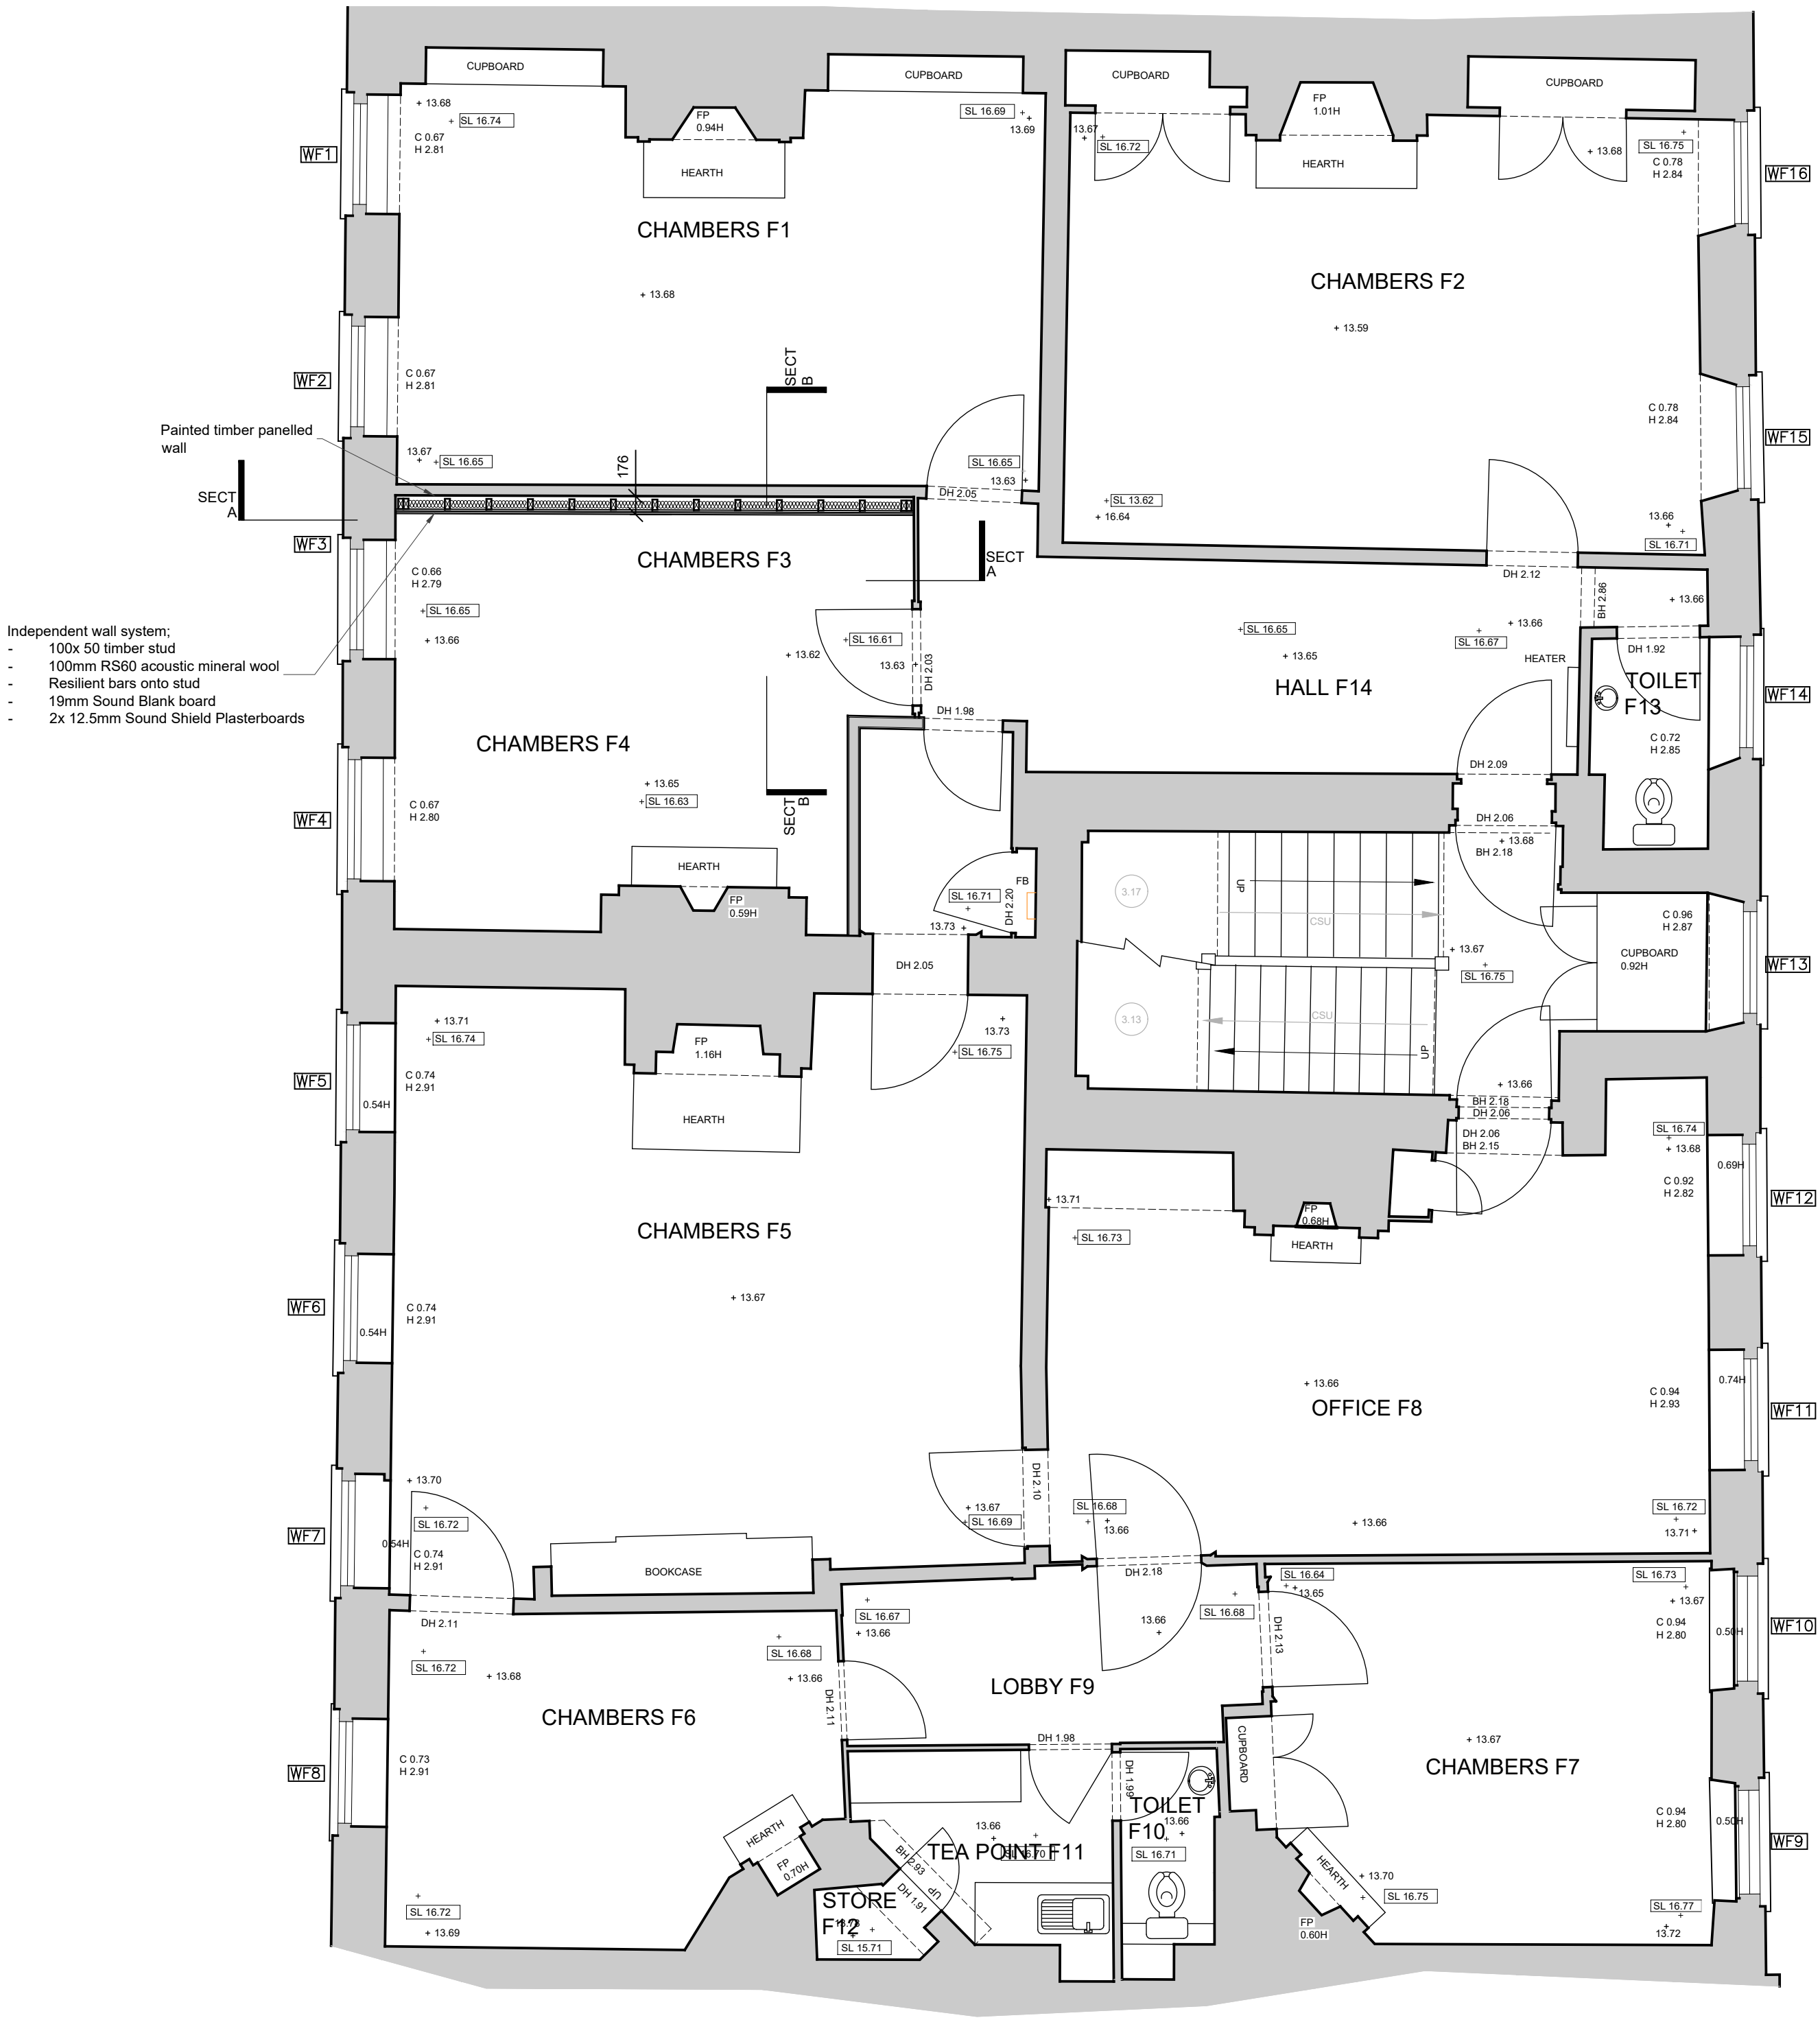 CUPBOARD
CUPBOARD
CUPBOARD
CUPBOARD
+ 13.68
SL 16.74
C 0.67
H 2.81
WF1
FP
0.94H
HEARTH
SL 16.69
13.69
CHAMBERS F1
+ 13.68
WF2
C 0.67
H 2.81
13.67
SL 16.65
SL 16.65
13.63
DH 2.05
FP
1.01H
HEARTH
13.67
SL 16.72
+ 13.68
SL 16.75
C 0.78
H 2.84
WF16
CHAMBERS F2
+ 13.59
C 0.78
H 2.84
WF15
SL 13.62
+ 16.64
13.66
SL 16.71
DH 2.12
SECT
B
Painted timber panelled
wall
176
SECT
A
SECT
A
WF3
CHAMBERS F3
C 0.66
H 2.79
SL 16.65
+ 13.66
Independent wall system;
- 100x 50 timber stud
- 100mm RS60 acoustic mineral wool
- Resilient bars onto stud
- 19mm Sound Blank board
- 2x 12.5mm Sound Shield Plasterboards
SL 16.61
+ 13.62
13.63
DH 2.03
DH 1.98
CHAMBERS F4
+ 13.65
SL 16.63
WF4
C 0.67
H 2.80
SECT
B
HEARTH
FP
0.59H
SL 16.65
+ 13.65
HALL F14
SL 16.67
+ 13.66
BH 2.86
+ 13.66
HEATER
DH 1.92
TOILET
F13
WF14
C 0.72
H 2.85
DH 2.09
DH 2.06
+ 13.68
BH 2.18
FB
SL 16.71
DH 2.20
13.73
DH 2.05
3.17
UP
CSU
3.13
CSU
UP
+ 13.67
SL 16.75
C 0.96
H 2.87
CUPBOARD
0.92H
WF13
+ 13.66
BH 2.18
DH 2.06
DH 2.06
BH 2.15
+ 13.71
SL 16.74
WF5
C 0.74
H 2.91
0.54H
FP
1.16H
HEARTH
13.73
SL 16.75
CHAMBERS F5
+ 13.67
WF6
C 0.74
H 2.91
0.54H
+ 13.70
SL 16.72
WF7
0.54H
C 0.74
H 2.91
BOOKCASE
+ 13.67
SL 16.69
DH 2.10
DH 2.11
+ 13.71
SL 16.73
FP
0.68H
HEARTH
SL 16.74
+ 13.68
0.69H
C 0.92
H 2.82
WF12
+ 13.66
OFFICE F8
C 0.94
H 2.93
0.74H
WF11
SL 16.68
13.66
+ 13.66
SL 16.72
13.71
DH 2.18
SL 16.72
+ 13.68
SL 16.68
+ 13.66
CHAMBERS F6
DH 2.11
WF8
C 0.73
H 2.91
HEARTH
FP
0.70H
SL 16.72
+ 13.69
SL 16.67
+ 13.66
13.66
SL 16.68
LOBBY F9
DH 1.98
DH 2.13
SL 16.64
13.65
SL 16.73
+ 13.67
C 0.94
H 2.80
0.50H
WF10
CUPBOARD
+ 13.67
CHAMBERS F7
C 0.94
H 2.80
0.50H
WF9
HEARTH
+ 13.70
SL 16.75
FP
0.60H
SL 16.77
13.72
DH 1.99
TOILET
F10
13.66
SL 16.71
13.66
TEA POINT F11
SL 16.70
BH 2.93
UP
DH 1.91
STORE
F12
SL 15.71